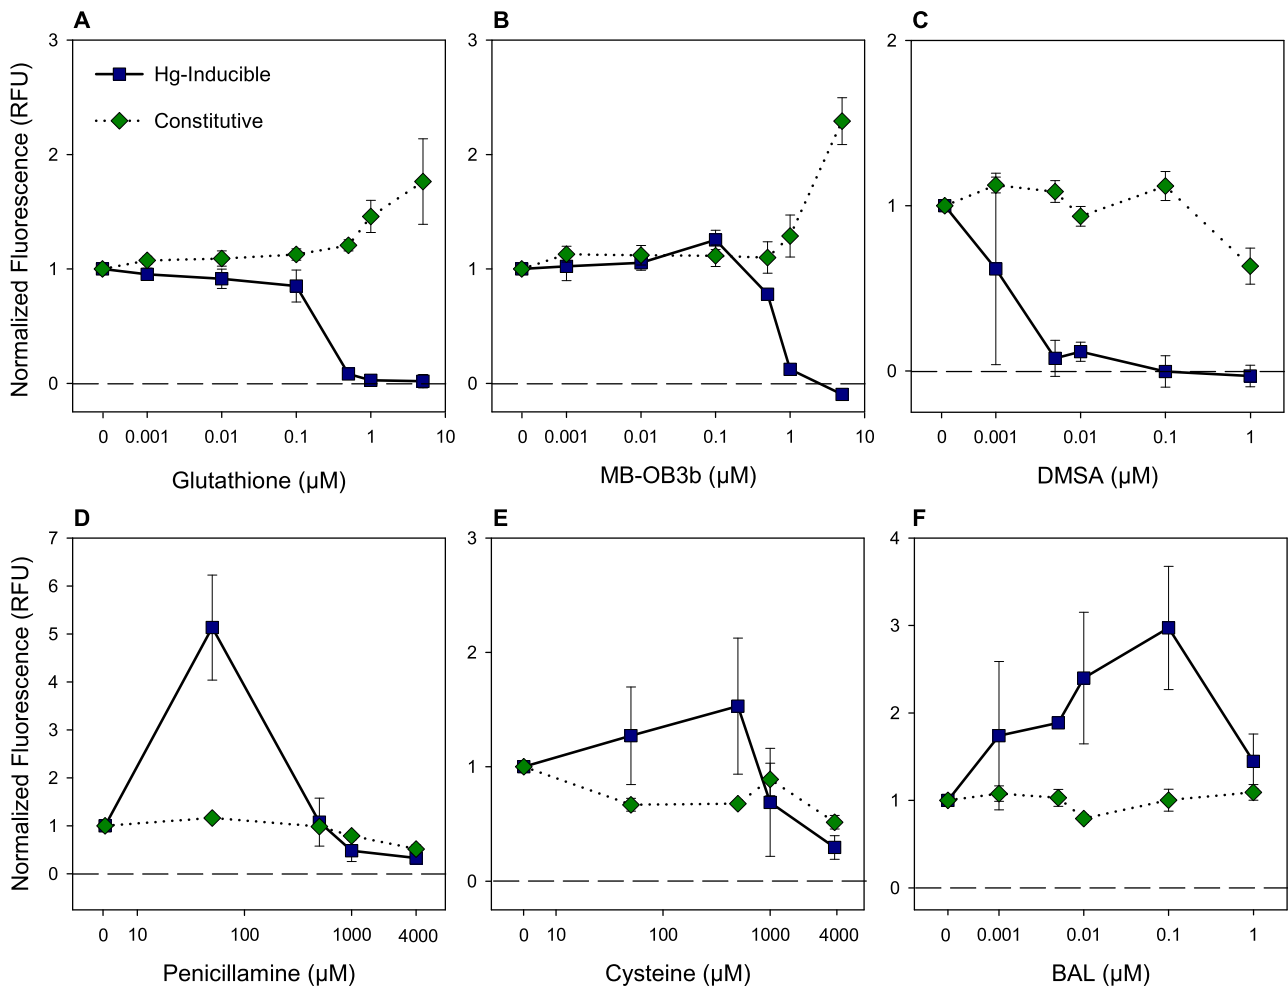 A
B
C
Normalized Fluorescence (RFU)
3
2
1
0
Hg-Inducible
Constitutive
0 0.001 0.01 0.1 1 10
Glutathione (µM)
3
2
1
0
0 0.001 0.01 0.1 1 10
MB-OB3b (µM)
2
1
0
0 0.001 0.01 0.1 1
DMSA (µM)
D
E
F
Normalized Fluorescence (RFU)
7
6
5
4
3
2
1
0
0 10 100 1000 4000
Penicillamine (µM)
3
2
1
0
0 10 100 1000 4000
Cysteine (µM)
4
3
2
1
0
0 0.001 0.01 0.1 1
BAL (µM)